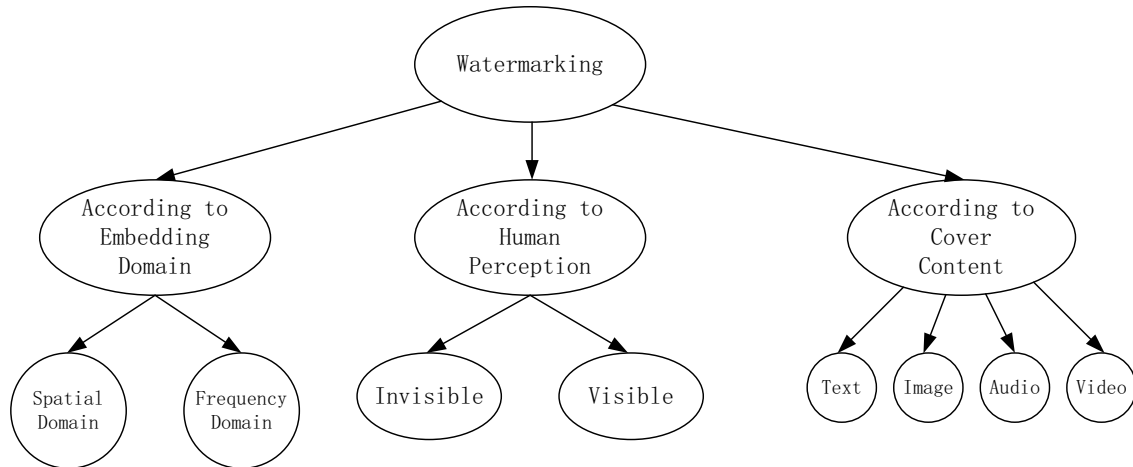 Watermarking
According to
Embedding
Domain
According to
Human
Perception
According to
Cover
Content
Spatial
Domain
Frequency
Domain
Invisible
Visible
Text
Image
Audio
Video